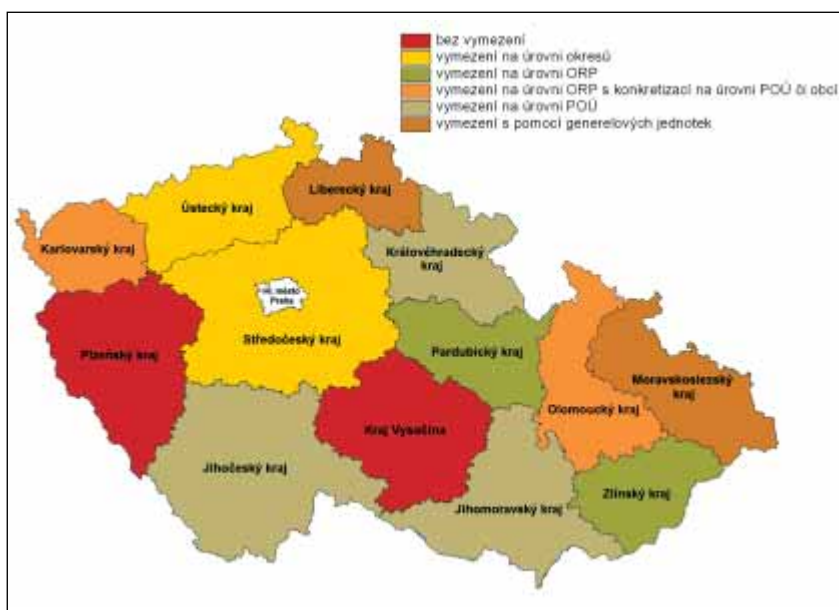 bez vymezení
vymezení na úrovni okresů
vymezení na úrovni ORP
vymezení na úrovni ORP s konkretizací na úrovni POÚ či obcí
vymezení na úrovni POÚ
vymezení s pomocí generelových jednotek
Liberecký kraj
Ústecký kraj
Karlovarský kraj
Královéhradecký
kraj
hl. město
Praha
Středočeský kraj
Plzeňský kraj
Pardubický kraj
Moravskoslezský
kraj
Olomoucký kraj
Kraj Vysočina
Jihočeský kraj
Zlínský kraj
Jihomoravský kraj